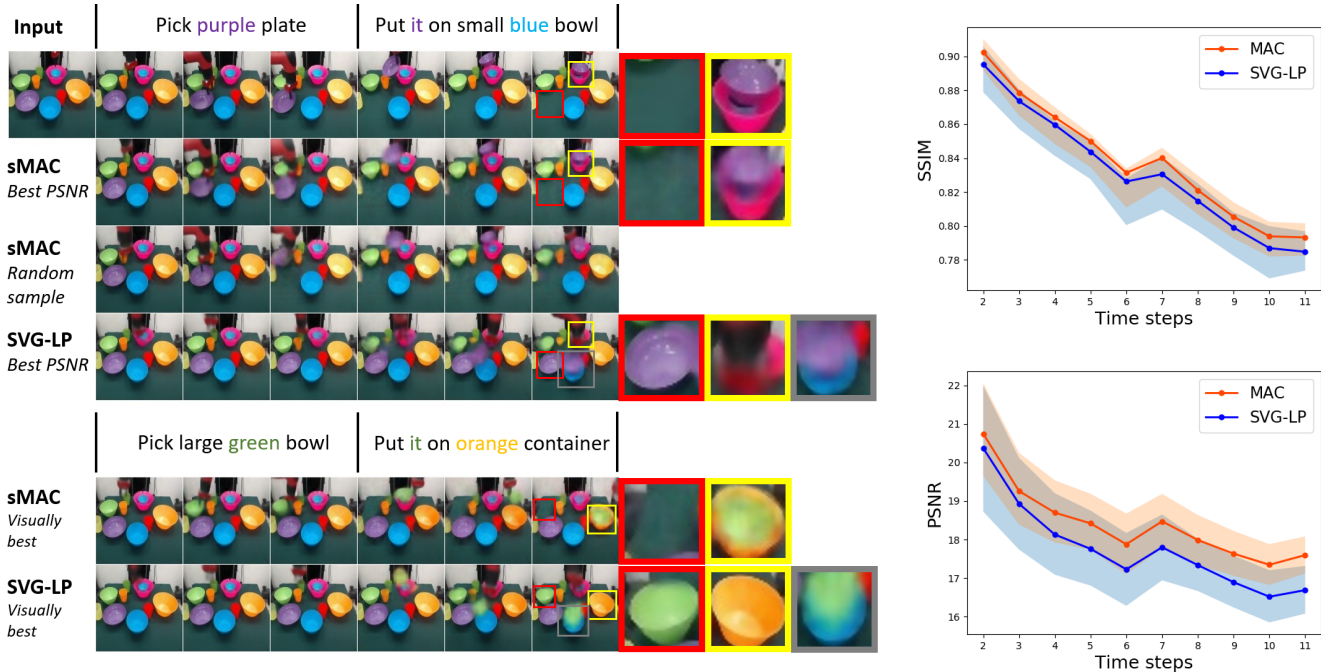 Input
Pick purple plate
Put it on small blue bowl
sMAC
Best PSNR
sMAC
Random
sample
SVG-LP
Best PSNR
Pick large green bowl
Put it on orange container
sMAC
Visually
best
SVG-LP
Visually
best
MAC
SVG-LP
SSIM
0.90
0.88
0.86
0.84
0.82
0.80
0.78
2 3 4 5 6 7 8 9 10 11
Time steps
MAC
SVG-LP
PSNR
22
21
20
19
18
17
16
2 3 4 5 6 7 8 9 10 11
Time steps